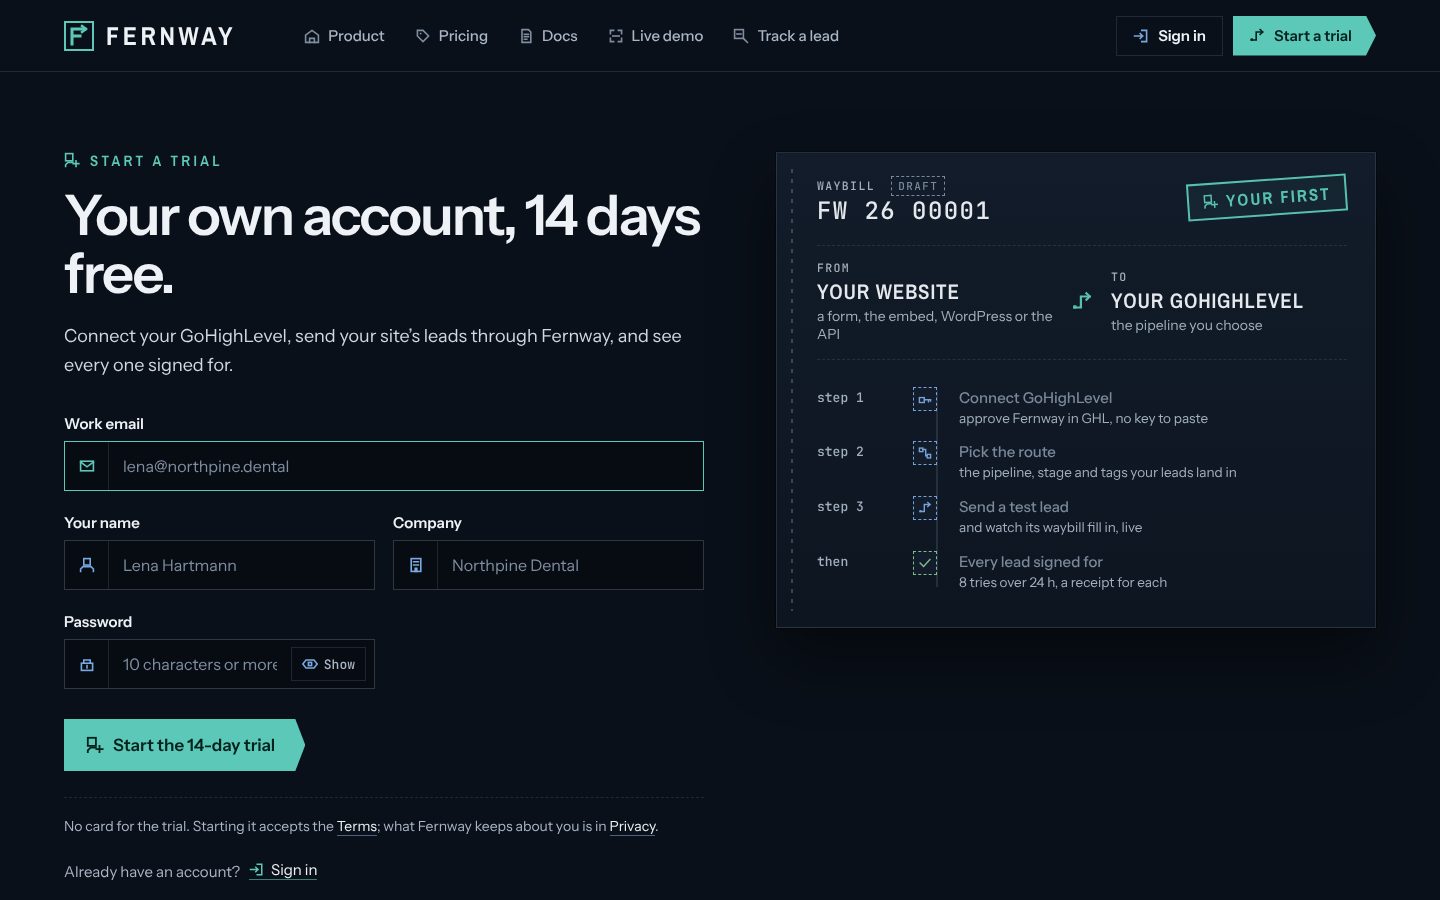 FERNWAY
Product
Pricing
Docs
Live demo
Track a lead
Sign in
Start a trial
START A TRIAL
Your own account, 14 days
free.
Connect your GoHighLevel, send your site’s leads through Fernway, and see
every one signed for.
Work email
lena@northpine.dental
Your name
Company
Lena Hartmann
Northpine Dental
Password
10 characters or more
Show
Start the 14-day trial
No card for the trial. Starting it accepts the Terms; what Fernway keeps about you is in Privacy.
Already have an account? Sign in
WAYBILL DRAFT
FW 26 00001
YOUR FIRST
FROM
YOUR WEBSITE
a form, the embed, WordPress or the
API
TO
YOUR GOHIGHLEVEL
the pipeline you choose
step 1
Connect GoHighLevel
approve Fernway in GHL, no key to paste
step 2
Pick the route
the pipeline, stage and tags your leads land in
step 3
Send a test lead
and watch its waybill fill in, live
then
Every lead signed for
8 tries over 24 h, a receipt for each